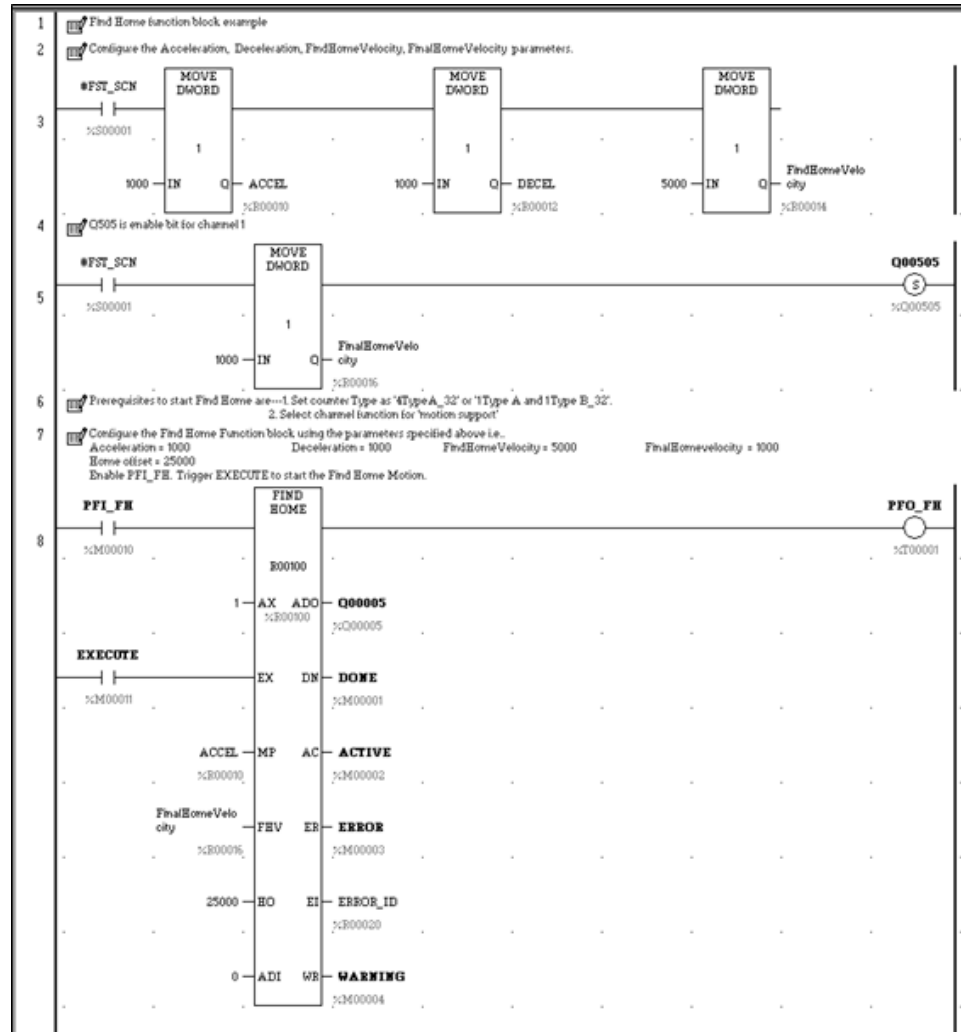 1 Find Home function block example
2 Configure the Acceleration, Deceleration, FindHomeVelocity, FinalHomeVelocity parameters.
#FST_SCN MOVE DWORD MOVE DWORD MOVE DWORD
3
%S00001
1 1 1
FindHomeVelo
1000 IN Q ACCEL 1000 IN Q DECEL 5000 IN Q city
%R00010 %R00012 %R00014
4 Q505 is enable bit for channel 1
#FST_SCN MOVE DWORD Q00505
S
5
%S00001 %Q00505
1
FinalHomeVelo
1000 IN Q city
%R00016
6 Prerequisites to start Find Home are---1. Set counter Type as '4TypeA_32' or '1Type A and 1Type B_32'.
2. Select channel function for 'motion support'
7 Configure the Find Home Function block using the parameters specified above i.e..
Acceleration = 1000 Deceleration = 1000 FindHomeVelocity = 5000 FinalHomevelocity = 1000
Home offset = 25000
Enable PFI_FH. Trigger EXECUTE to start the Find Home Motion.
PFI_FH FIND HOME PFO_FH
8
%M00010 %T00001
R00100
1 AX ADO Q00005
%R00100 %Q00005
EXECUTE
EX DN DONE
%M00011 %M00001
ACCEL MP AC ACTIVE
%R00010 %M00002
FinalHomeVelo
city FHV ER ERROR
%R00016 %M00003
25000 HO EI ERROR_ID
%R00020
0 ADI WR WARNING
%M00004